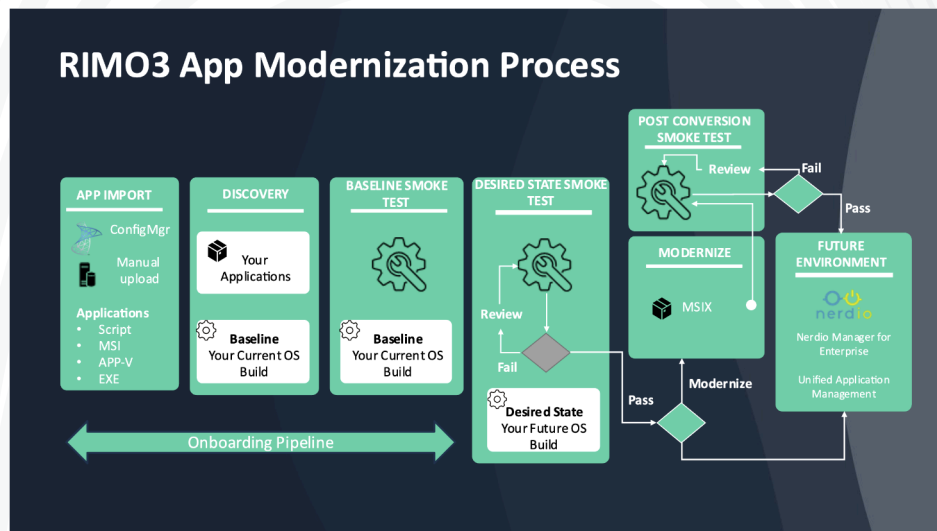 RIMO3 App Modernization Process
APP IMPORT
ConfigMgr
Manual
upload
Applications
• Script
• MSI
• APP-V
• EXE
DISCOVERY
Your
Applications
Baseline
Your Current OS
Build
BASELINE SMOKE
TEST
Baseline
Your Current OS
Build
Onboarding Pipeline
DESIRED STATE SMOKE
TEST
Review
Fail
Desired State
Your Future OS
Build
Pass
Modernize
MODERNIZE
MSIX
POST CONVERSION
SMOKE TEST
Review
Fail
Pass
FUTURE
ENVIRONMENT
nerdio
Nerdio Manager for
Enterprise
Unified Application
Management